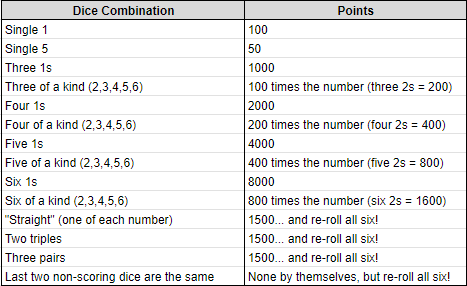 Dice Combination Points
Single 1 100
Single 5 50
Three 1s 1000
Three of a kind (2,3,4,5,6) 100 times the number (three 2s = 200)
Four 1s 2000
Four of a kind (2,3,4,5,6) 200 times the number (four 2s = 400)
Five 1s 4000
Five of a kind (2,3,4,5,6) 400 times the number (five 2s = 800)
Six 1s 8000
Six of a kind (2,3,4,5,6) 800 times the number (six 2s = 1600)
"Straight" (one of each number) 1500... and re-roll all six!
Two triples 1500... and re-roll all six!
Three pairs 1500... and re-roll all six!
Last two non-scoring dice are the same None by themselves, but re-roll all six!